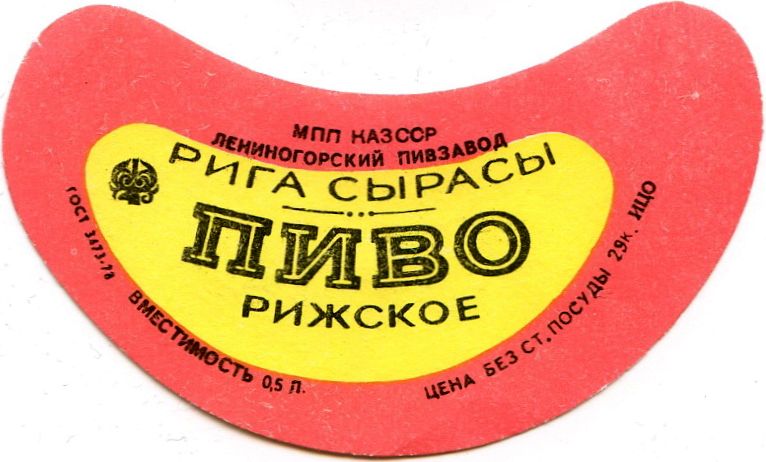 МПП КАЗССР
ЛЕНИНОГОРСКИЙ ПИВЗАВОД
РИГА СЫРАСЫ
ПИВО
РИЖСКОЕ
ГОСТ 3473-78
ВМЕСТИМОСТЬ 0,5 Л.
ЦЕНА БЕЗ СТ. ПОСУДЫ 29к. ИЦО